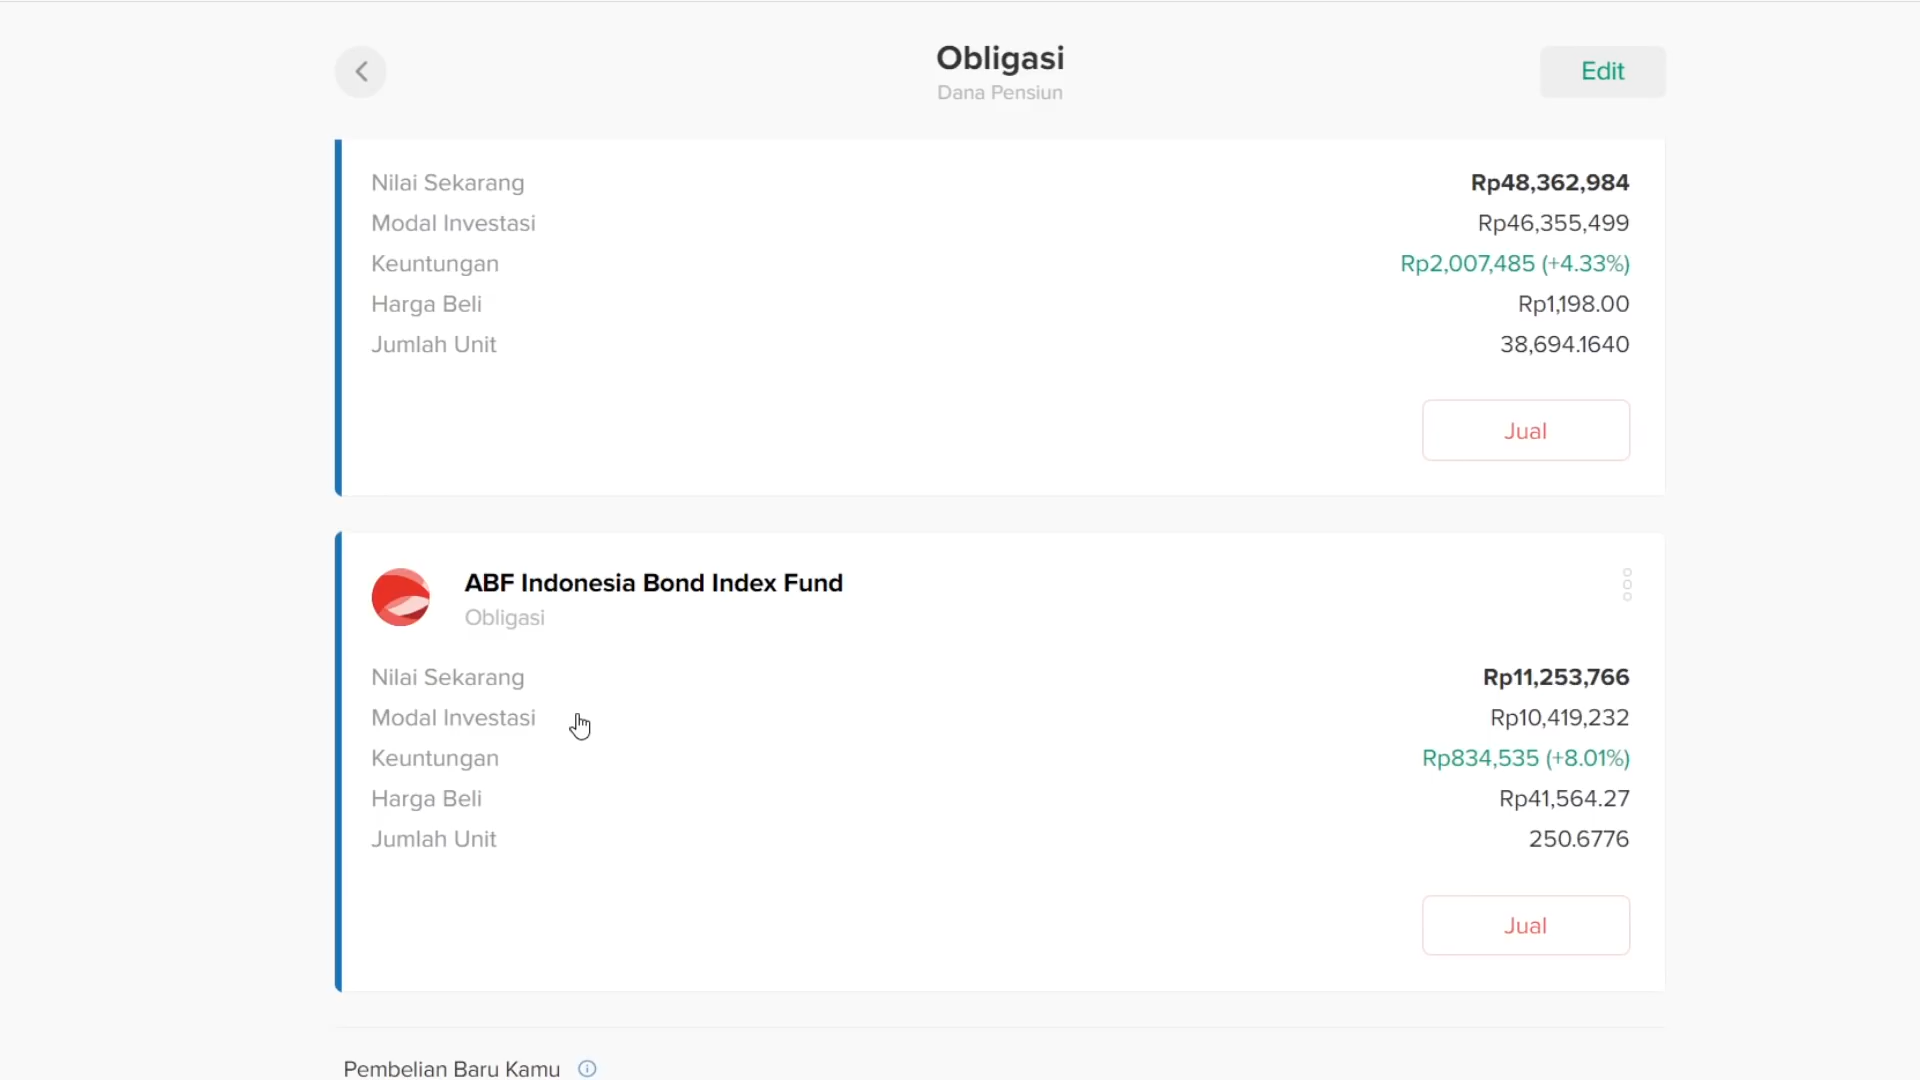 Obligasi
Dana Pensiun
Edit
Nilai Sekarang Rp48,362,984
Modal Investasi Rp46,355,499
Keuntungan Rp2,007,485 (+4.33%)
Harga Beli Rp1,198.00
Jumlah Unit 38,694.1640
Jual
ABF Indonesia Bond Index Fund
Obligasi
Nilai Sekarang Rp11,253,766
Modal Investasi Rp10,419,232
Keuntungan Rp834,535 (+8.01%)
Harga Beli Rp41,564.27
Jumlah Unit 250.6776
Jual
Pembelian Baru Kamu